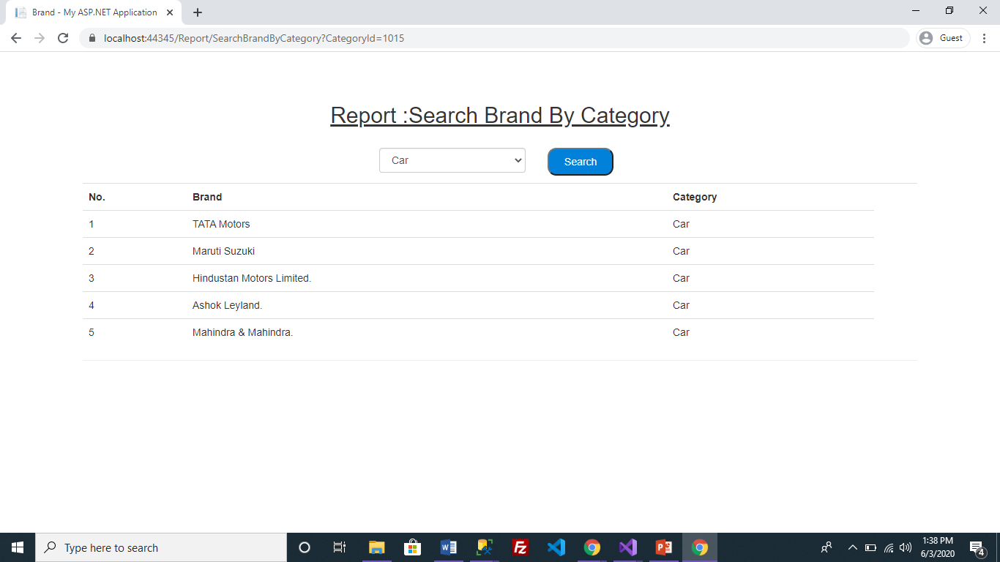 Brand - My ASP.NET Application
localhost:44345/Report/SearchBrandByCategory?CategoryId=1015
Guest
Report :Search Brand By Category
Car Search
No. Brand Category
1 TATA Motors Car
2 Maruti Suzuki Car
3 Hindustan Motors Limited. Car
4 Ashok Leyland. Car
5 Mahindra & Mahindra. Car
Type here to search
1:38 PM
6/3/2020
4